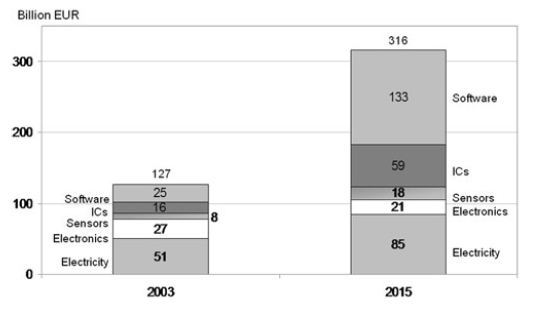 Billion EUR
300
200
100
0
127
Software
25
ICs
16
Sensors
8
Electronics
27
Electricity
51
2003
316
133
Software
59
ICs
18
Sensors
21
Electronics
85
Electricity
2015